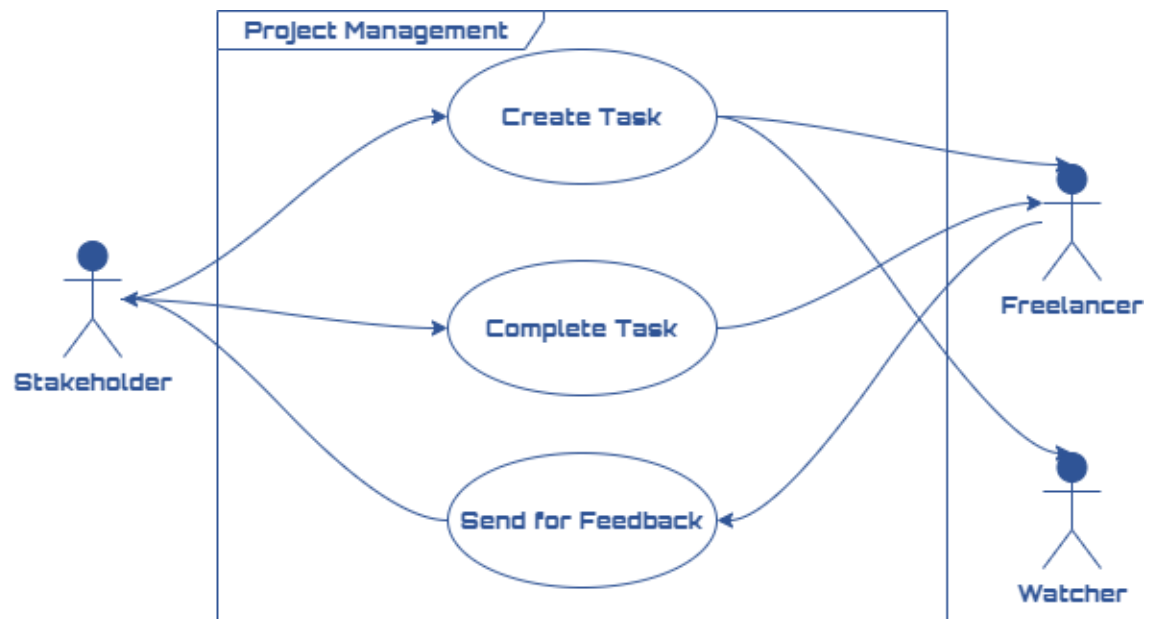 Project Management
Create Task
Freelancer
Complete Task
Stakeholder
Send for Feedback
Watcher